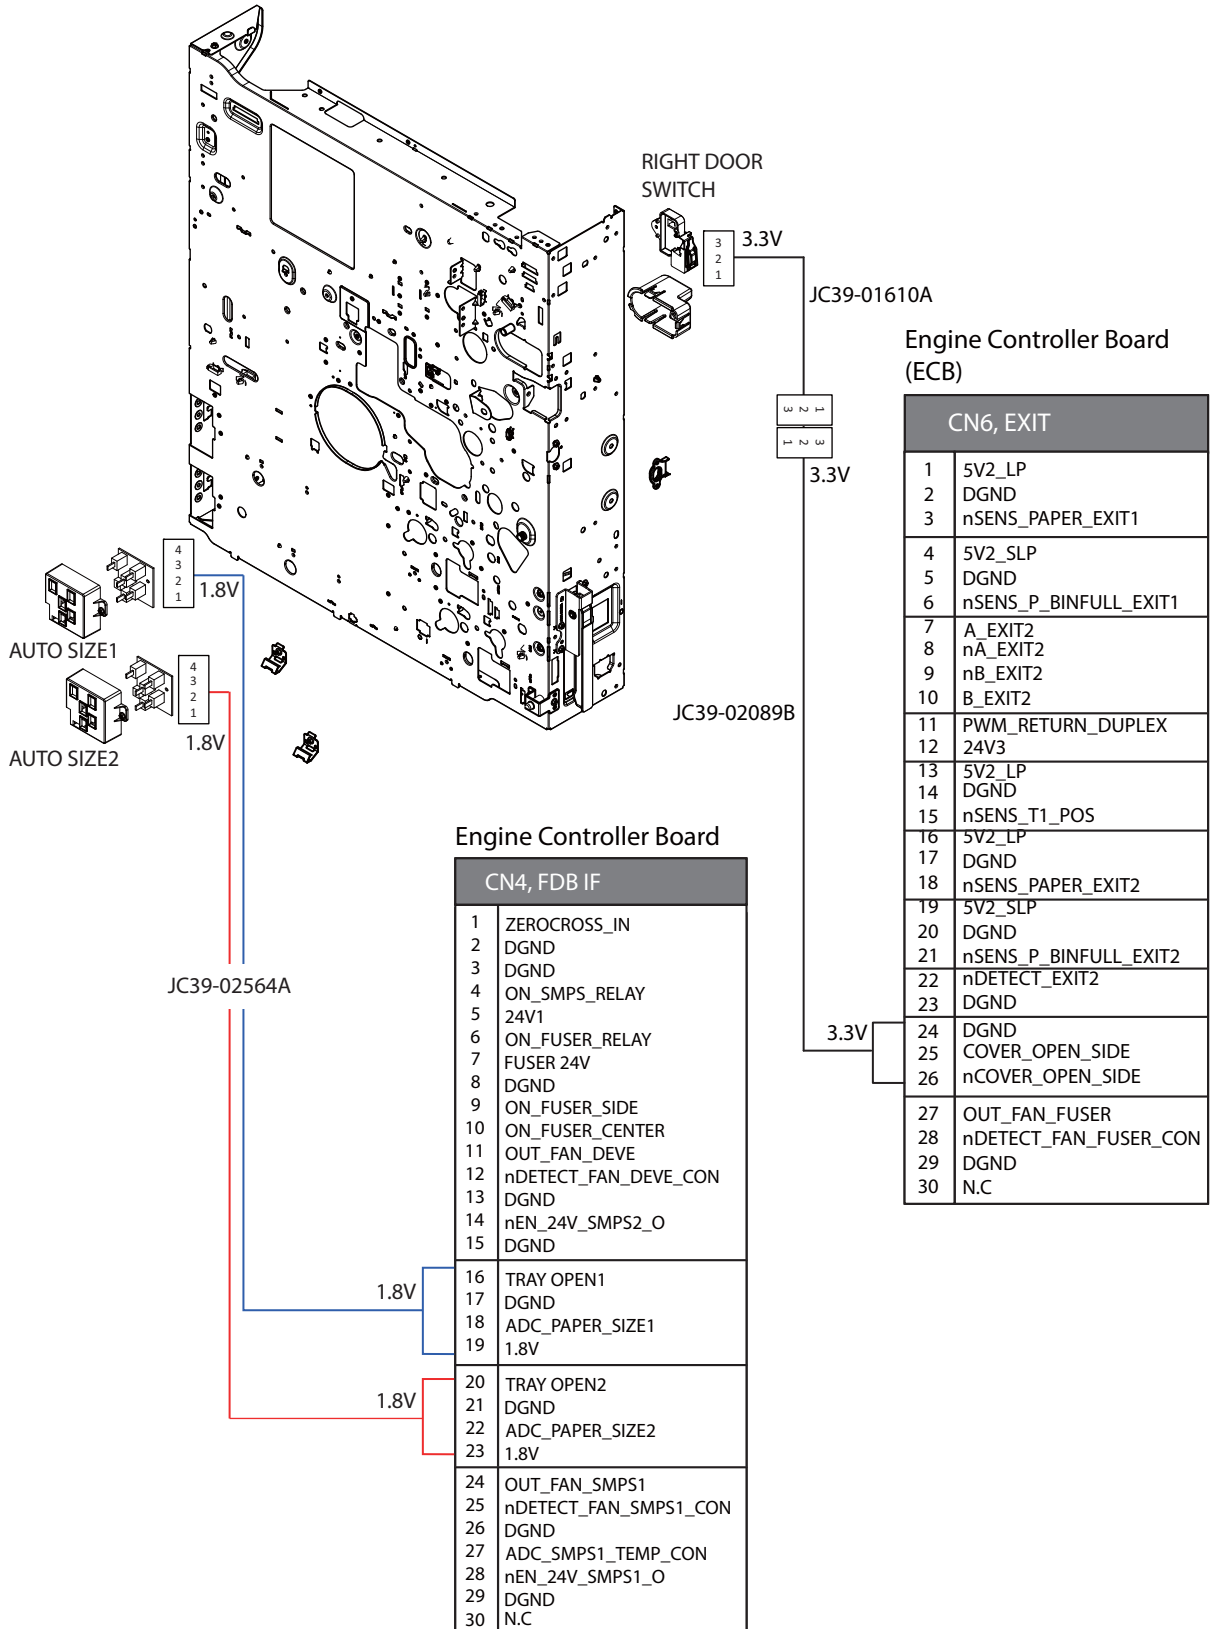 RIGHT DOOR
SWITCH
3
2
1
3.3V
JC39-01610A
3 2 1
1 2 3
3.3V
JC39-02089B
3.3V
4
3
2
1
1.8V
AUTO SIZE1
4
3
2
1
1.8V
AUTO SIZE2
JC39-02564A
1.8V
1.8V
Engine Controller Board
CN4, FDB IF
1 ZEROCROSS_IN
2 DGND
3 DGND
4 ON_SMPS_RELAY
5 24V1
6 ON_FUSER_RELAY
7 FUSER 24V
8 DGND
9 ON_FUSER_SIDE
10 ON_FUSER_CENTER
11 OUT_FAN_DEVE
12 nDETECT_FAN_DEVE_CON
13 DGND
14 nEN_24V_SMPS2_O
15 DGND
16 TRAY OPEN1
17 DGND
18 ADC_PAPER_SIZE1
19 1.8V
20 TRAY OPEN2
21 DGND
22 ADC_PAPER_SIZE2
23 1.8V
24 OUT_FAN_SMPS1
25 nDETECT_FAN_SMPS1_CON
26 DGND
27 ADC_SMPS1_TEMP_CON
28 nEN_24V_SMPS1_O
29 DGND
30 N.C
Engine Controller Board
(ECB)
CN6, EXIT
1 5V2_LP
2 DGND
3 nSENS_PAPER_EXIT1
4 5V2_SLP
5 DGND
6 nSENS_P_BINFULL_EXIT1
7 A_EXIT2
8 nA_EXIT2
9 nB_EXIT2
10 B_EXIT2
11 PWM_RETURN_DUPLEX
12 24V3
13 5V2_LP
14 DGND
15 nSENS_T1_POS
16 5V2_LP
17 DGND
18 nSENS_PAPER_EXIT2
19 5V2_SLP
20 DGND
21 nSENS_P_BINFULL_EXIT2
22 nDETECT_EXIT2
23 DGND
24 DGND
25 COVER_OPEN_SIDE
26 nCOVER_OPEN_SIDE
27 OUT_FAN_FUSER
28 nDETECT_FAN_FUSER_CON
29 DGND
30 N.C